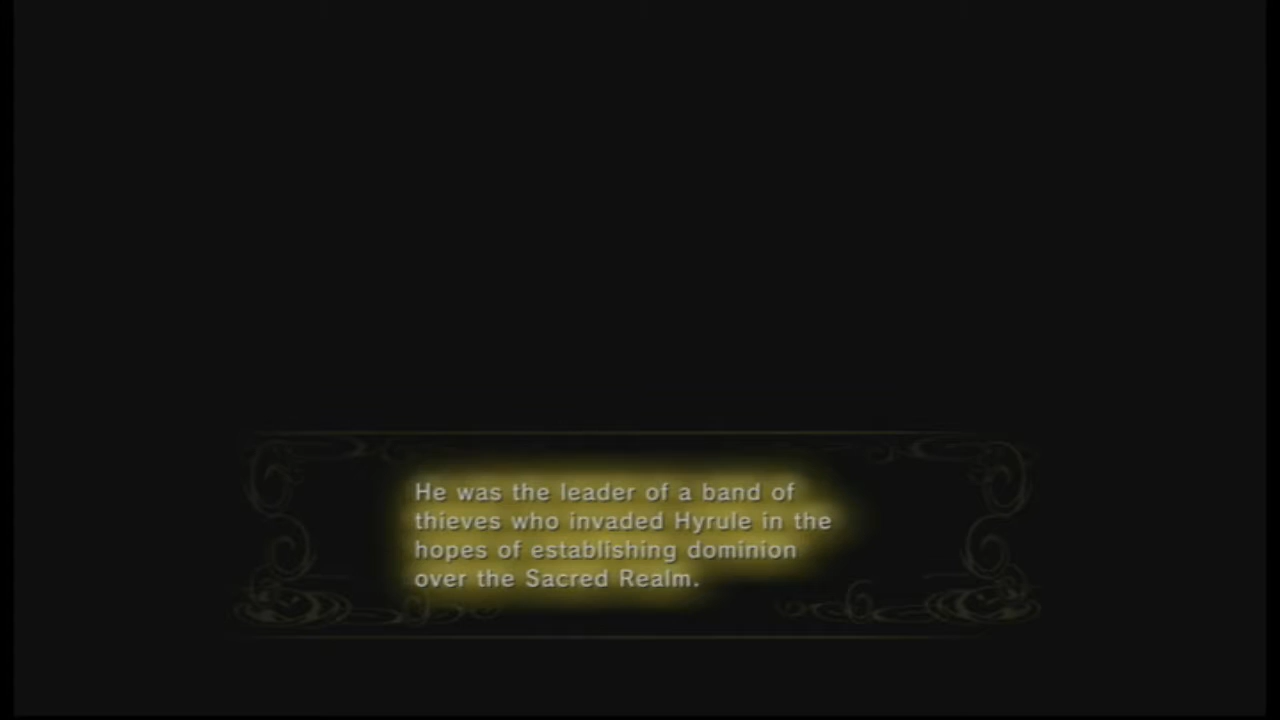 He was the leader of a band of
thieves who invaded Hyrule in the
hopes of establishing dominion
over the Sacred Realm.